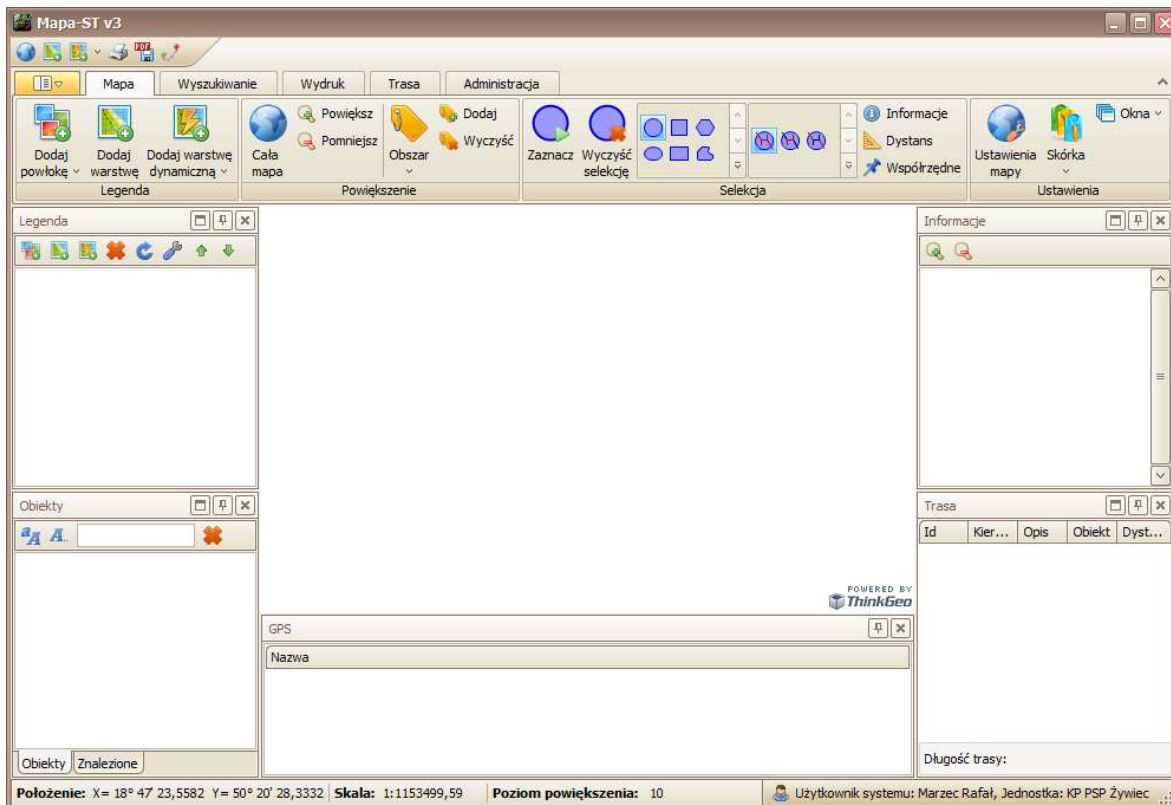 Mapa-ST v3
PDF
Mapa Wyszukiwanie Wydruk Trasa Administracja
Dodaj powłokę
Dodaj warstwę
Dodaj warstwę dynamiczną
Legenda
Cała mapa
Powiększ
Pomniejsz
Obszar
Dodaj
Wyczyść
Powiększenie
Zaznacz
Wyczyść selekcję
Informacje
Dystans
Współrzędne
Selekcja
Ustawienia mapy
Skórka
Okna
Ustawienia
Legenda
Informacje
Obiekty
aA A..
Obiekty Znalezione
POWERED BY
ThinkGeo
GPS
Nazwa
Trasa
Id Kier... Opis Obiekt Dyst...
Długość trasy:
Położenie: X= 18° 47' 23,5582 Y= 50° 20' 28,3332 Skala: 1:1153499,59 Poziom powiększenia: 10 Użytkownik systemu: Marzec Rafał, Jednostka: KP PSP Żywiec